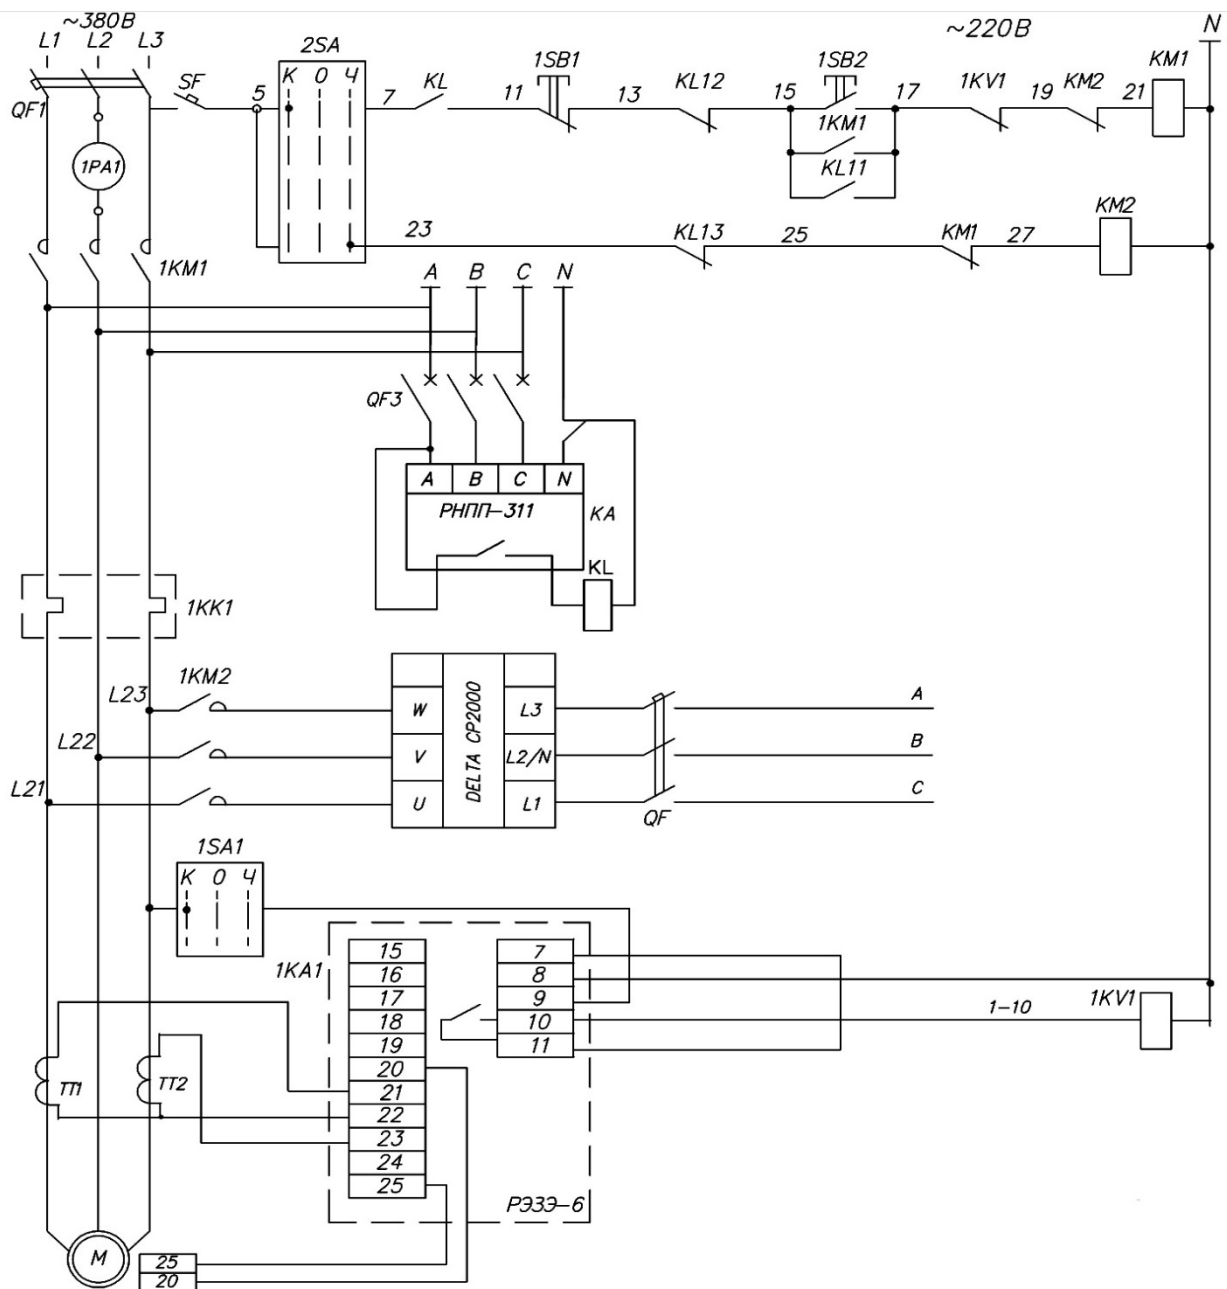 ~380В
L1 L2 L3
~220В
N
2SA
К О Ч
SF
QF1
5
7
KL
11
1SB1
13
KL12
15
1SB2
17
1KV1
19
KM2
21
KM1
1KM1
KL11
1PA1
23
KL13
25
KM1
27
KM2
1KM1
A B C N
QF3
A B C N
РНПП-311
KA
KL
1KK1
1KM2
L23
L22
L21
W
V
U
DELTA CP2000
L3
L2/N
L1
QF
A
B
C
1SA1
К О Ч
1KA1
15
16
17
18
19
20
21
22
23
24
25
7
8
9
10
11
1-10
1KV1
ТТ1
ТТ2
РЭЗЭ-6
M
25
20